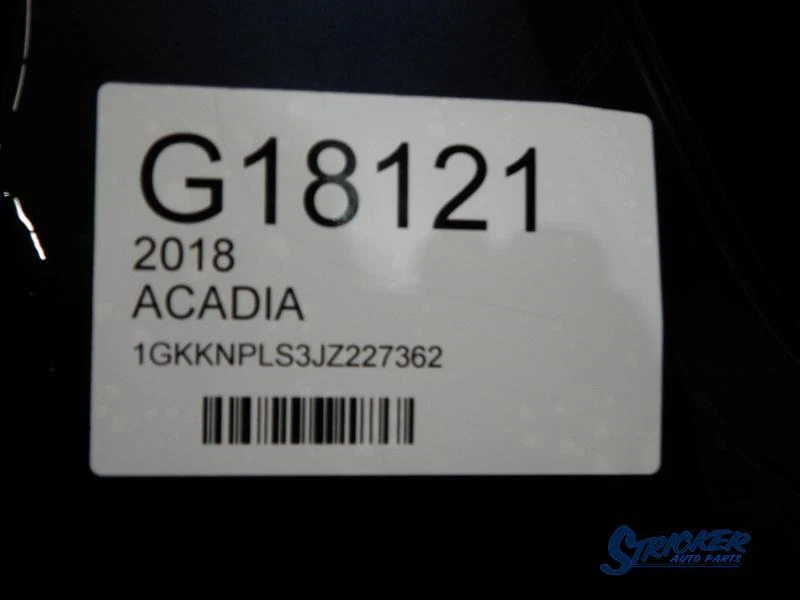 G18121
2018
ACADIA
1GKKNPLS3JZ227362
STRICKER
AUTO PARTS